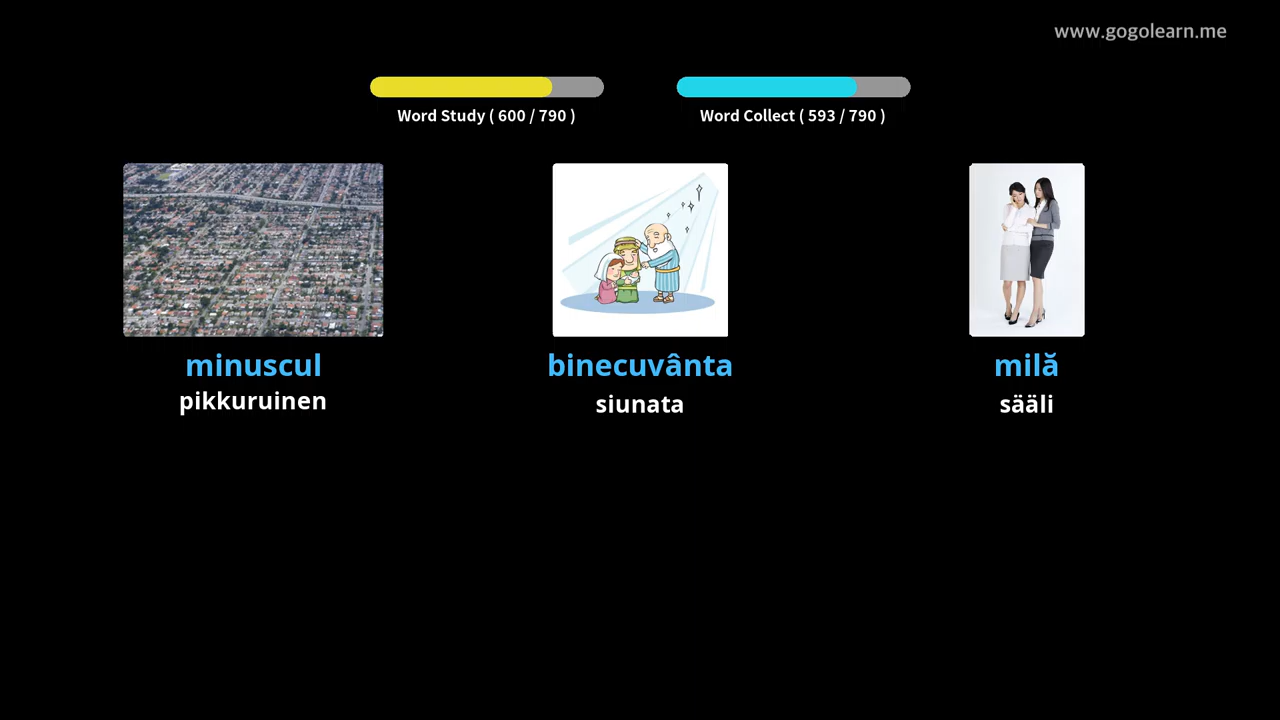 www.gogolearn.me
Word Study ( 600 / 790 )
Word Collect ( 593 / 790 )
minuscul
pikkuruinen
binecuvânta
siunata
milă
sääli